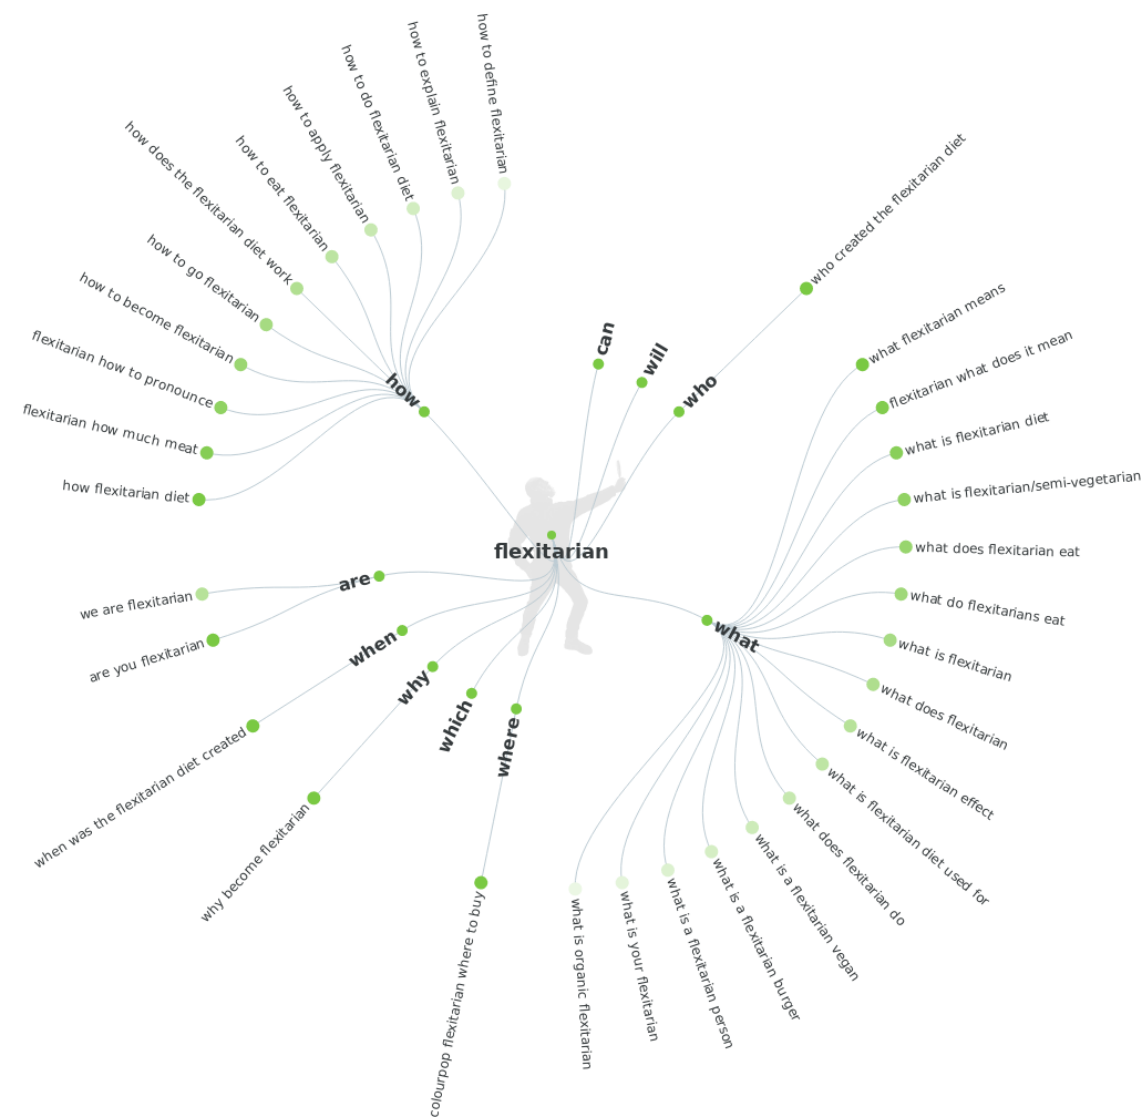 flexitarian
how
how flexitarian diet
flexitarian how much meat
flexitarian how to pronounce
how to become flexitarian
how to go flexitarian
how does the flexitarian diet work
how to eat flexitarian
how to apply flexitarian
how to do flexitarian diet
how to explain flexitarian
how to define flexitarian
can
will
who
who created the flexitarian diet
what
what flexitarian means
flexitarian what does it mean
what is flexitarian diet
what is flexitarian/semi-vegetarian
what does flexitarian eat
what do flexitarians eat
what is flexitarian
what does flexitarian
what is flexitarian effect
what is flexitarian diet used for
what does flexitarian do
what is a flexitarian vegan
what is a flexitarian burger
what is a flexitarian person
what is your flexitarian
what is organic flexitarian
where
colourpop flexitarian where to buy
which
why
why become flexitarian
when
when was the flexitarian diet created
are
are you flexitarian
we are flexitarian